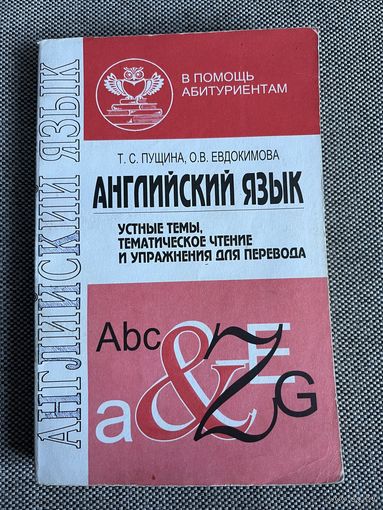 АНГЛИЙСКИЙ ЯЗЫК
В ПОМОЩЬ
АБИТУРИЕНТАМ
Т. С. ПУЩИНА, О.В. ЕВДОКИМОВА
АНГЛИЙСКИЙ ЯЗЫК
УСТНЫЕ ТЕМЫ,
ТЕМАТИЧЕСКОЕ ЧТЕНИЕ
И УПРАЖНЕНИЯ ДЛЯ ПЕРЕВОДА
Abc
E
a
&
Z
G